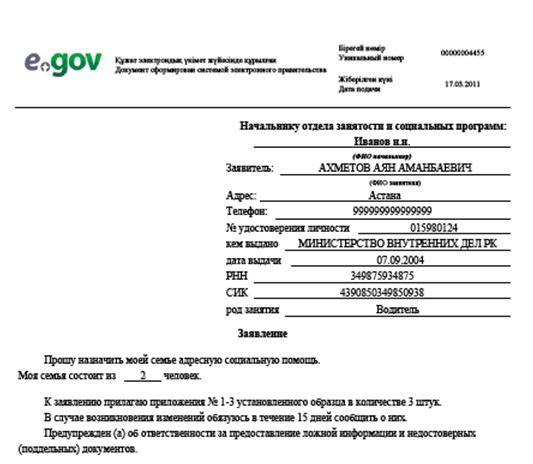 e.gov
Құжат электрондық үкімет жүйесінде құрылған
Документ сформирован системой электронного правительства
Бірегей нөмір
Уникальный номер
00000004455
Жіберілген күні
Дата подачи
17.03.2011
Начальнику отдела занятости и социальных программ:
Иванов н.н.
(ФИО начальнику)
Заявитель: АХМЕТОВ АЯН АМАНБАЕВИЧ
(ФИО заявителя)
Адрес: Астана
Телефон: 999999999999999
№ удостоверения личности 015980124
кем выдано МИНИСТЕРСТВО ВНУТРЕННИХ ДЕЛ РК
дата выдачи 07.09.2004
РНН 349875934875
СИК 4390850349850938
род занятия Водитель
Заявление
Прошу назначить моей семье адресную социальную помощь.
Моя семья состоит из 2 человек.
К заявлению прилагаю приложения № 1-3 установленного образца в количестве 3 штук.
В случае возникновения изменений обязуюсь в течение 15 дней сообщить о них.
Предупрежден (а) об ответственности за предоставление ложной информации и недостоверных
(поддельных) документов.